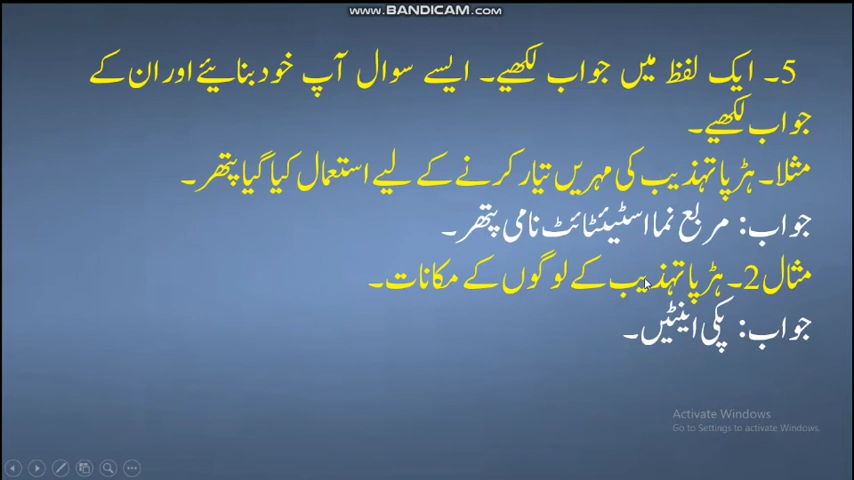 www.BANDICAM.com
5۔ ایک لفظ میں جواب لکھیے۔ ایسے سوال آپ خود بنائیے اور ان کے
جواب لکھیے۔
مثلا۔ ہڑپا تہذیب کی مہریں تیار کرنے کے لیے استعمال کیا گیا پتھر۔
جواب: مربع نما اسٹیئٹائٹ نامی پتھر۔
مثال 2۔ ہڑپا تہذیب کے لوگوں کے مکانات۔
جواب: پکی اینٹیں۔
Activate Windows
Go to Settings to activate Windows.